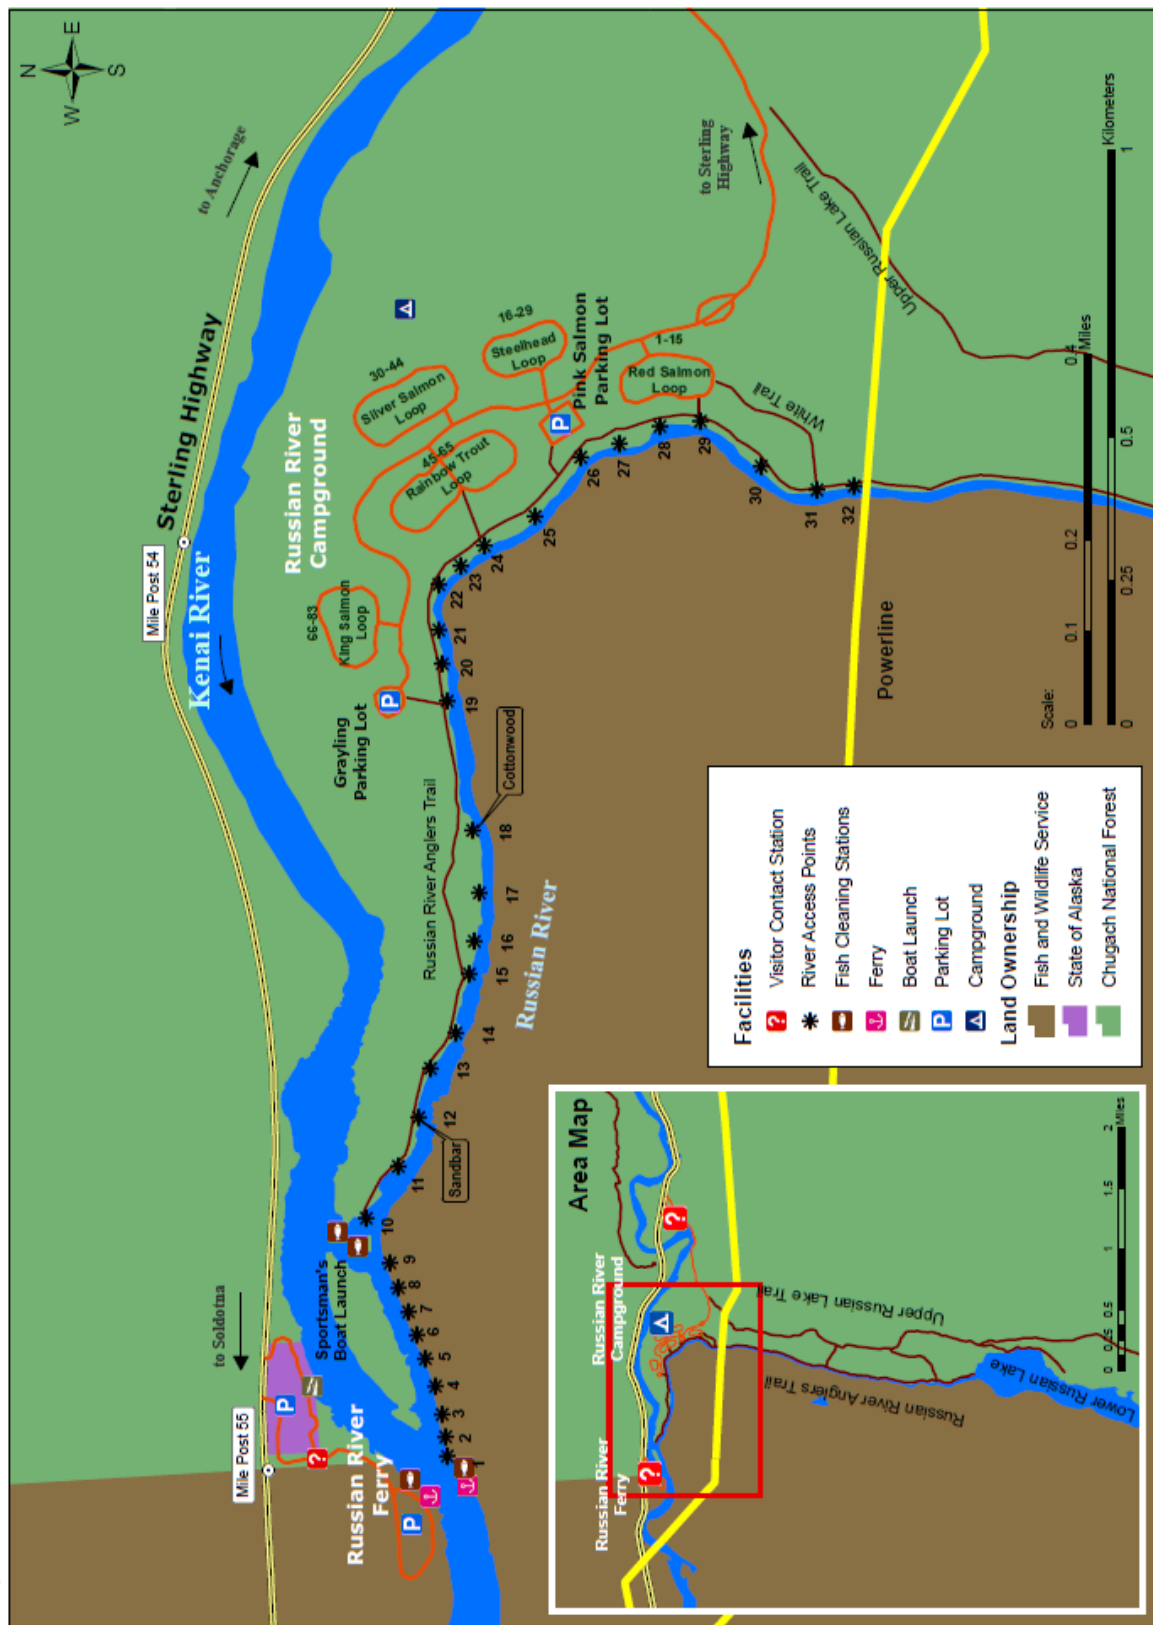 N
W
E
S
to Anchorage
Sterling Highway
Mile Post 54
Kenai River
to Soldotna
Mile Post 55
Russian River
Campground
66-83
King Salmon
Loop
45-65
Rainbow Trout
Loop
30-44
Silver Salmon
Loop
16-29
Steelhead
Loop
P
Pink Salmon
Parking Lot
1-15
Red Salmon
Loop
White Trail
to Sterling
Highway
Upper Russian Lake Trail
P
Grayling
Parking Lot
Russian River Anglers Trail
Cottonwood
Sandbar
Russian River
Sportsman's
Boat Launch
P
?
Russian River
Ferry
P
1
2
3
4
5
6
7
8
9
10
11
12
13
14
15
16
17
18
19
20
21
22
23
24
25
26
27
28
29
30
31
32
Powerline
Scale:
0
0.1
0.2
0.4
Miles
0
0.25
0.5
1
Kilometers
Facilities
? Visitor Contact Station
River Access Points
Fish Cleaning Stations
Ferry
Boat Launch
P Parking Lot
Campground
Land Ownership
Fish and Wildlife Service
State of Alaska
Chugach National Forest
Area Map
Russian River
Ferry
?
Russian River
Campground
?
Upper Russian Lake Trail
Russian River Anglers Trail
Lower Russian Lake
0 0.25 0.5 1 1.5 2
Miles